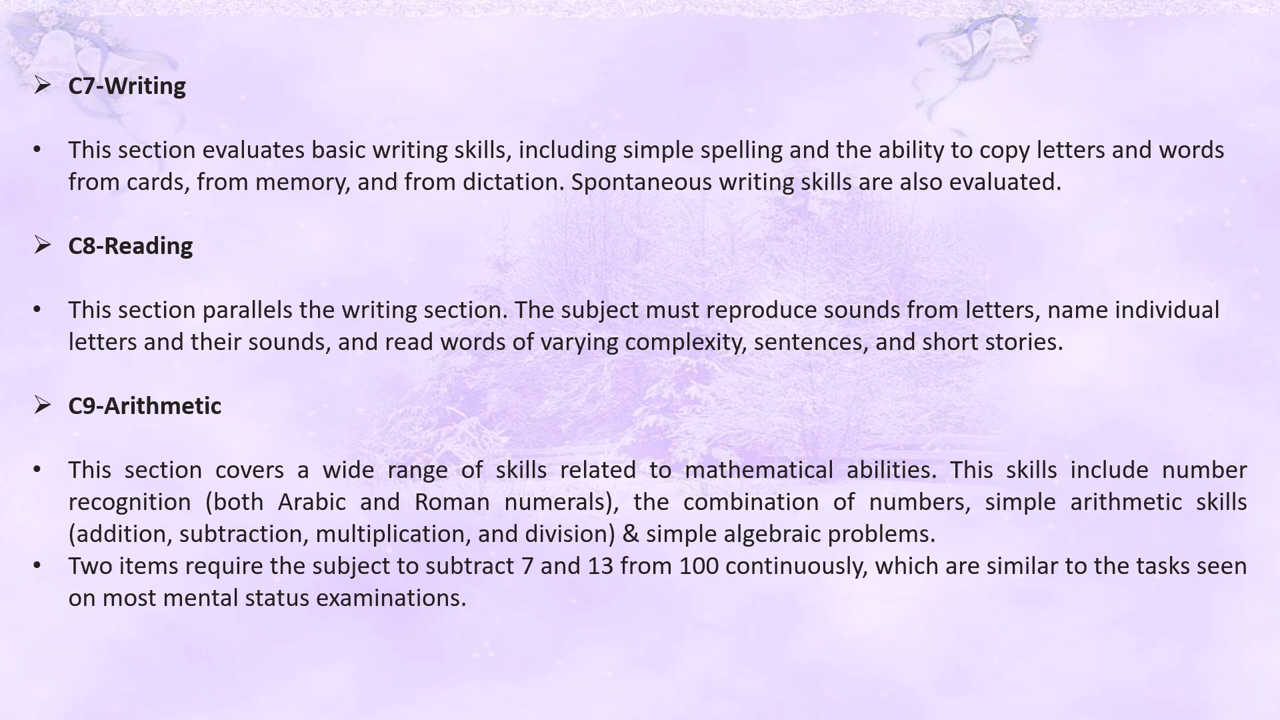 ➢ C7-Writing
• This section evaluates basic writing skills, including simple spelling and the ability to copy letters and words
from cards, from memory, and from dictation. Spontaneous writing skills are also evaluated.
➢ C8-Reading
• This section parallels the writing section. The subject must reproduce sounds from letters, name individual
letters and their sounds, and read words of varying complexity, sentences, and short stories.
➢ C9-Arithmetic
• This section covers a wide range of skills related to mathematical abilities. This skills include number
recognition (both Arabic and Roman numerals), the combination of numbers, simple arithmetic skills
(addition, subtraction, multiplication, and division) & simple algebraic problems.
• Two items require the subject to subtract 7 and 13 from 100 continuously, which are similar to the tasks seen
on most mental status examinations.